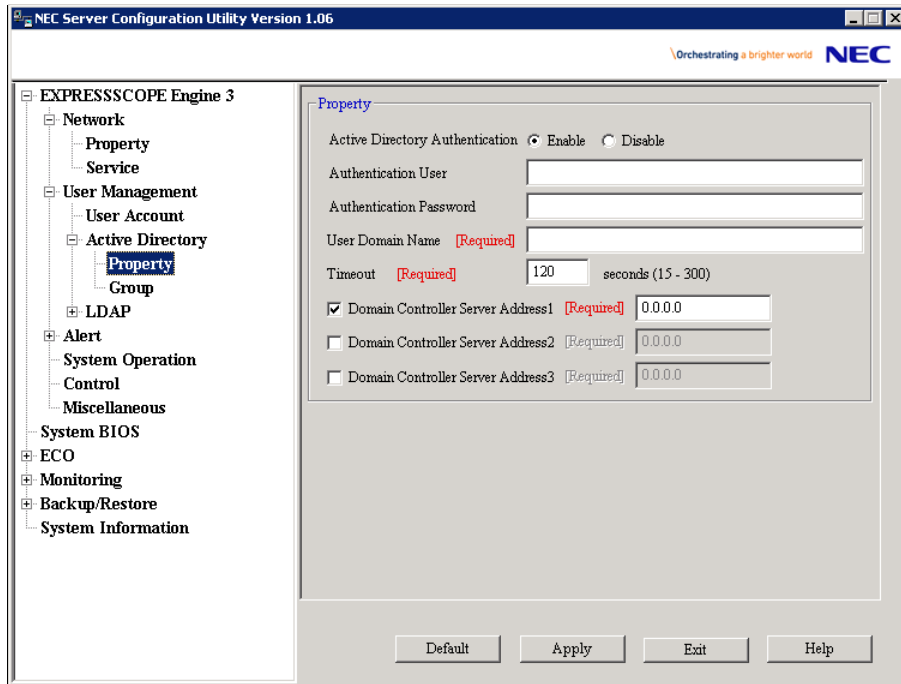 NEC Server Configuration Utility Version 1.06
\Orchestrating a brighter world NEC
EXPRESSSCOPE Engine 3
Network
Property
Service
User Management
User Account
Active Directory
Property
Group
LDAP
Alert
System Operation
Control
Miscellaneous
System BIOS
ECO
Monitoring
Backup/Restore
System Information
Property
Active Directory Authentication Enable Disable
Authentication User
Authentication Password
User Domain Name [Required]
Timeout [Required] 120 seconds (15 - 300)
Domain Controller Server Address1 [Required] 0.0.0.0
Domain Controller Server Address2 [Required] 0.0.0.0
Domain Controller Server Address3 [Required] 0.0.0.0
Default Apply Exit Help